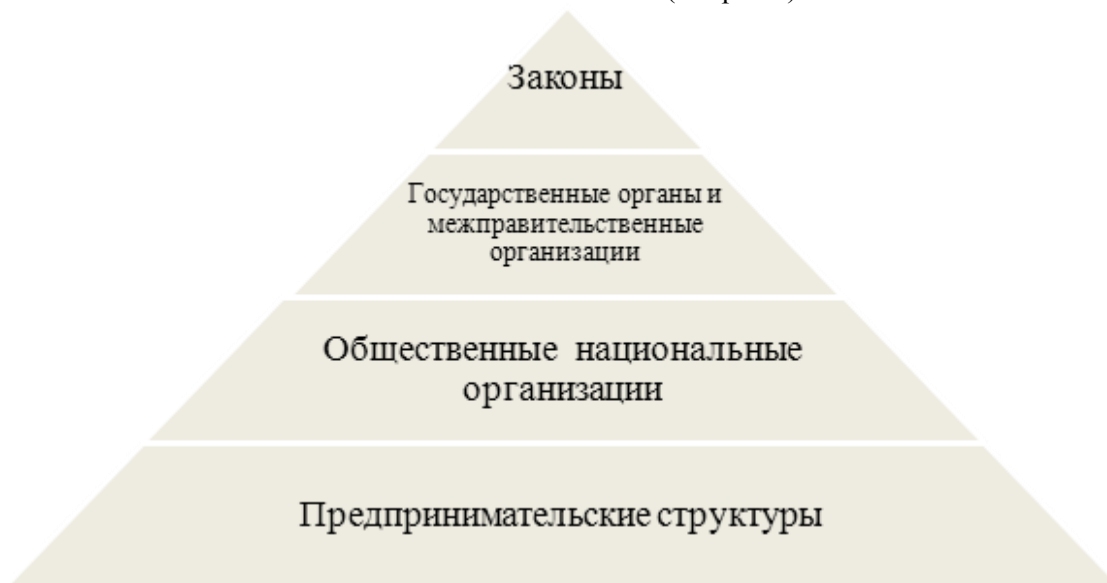 Законы
Государственные органы и
межправительственные
организации
Общественные национальные
организации
Предпринимательские структуры